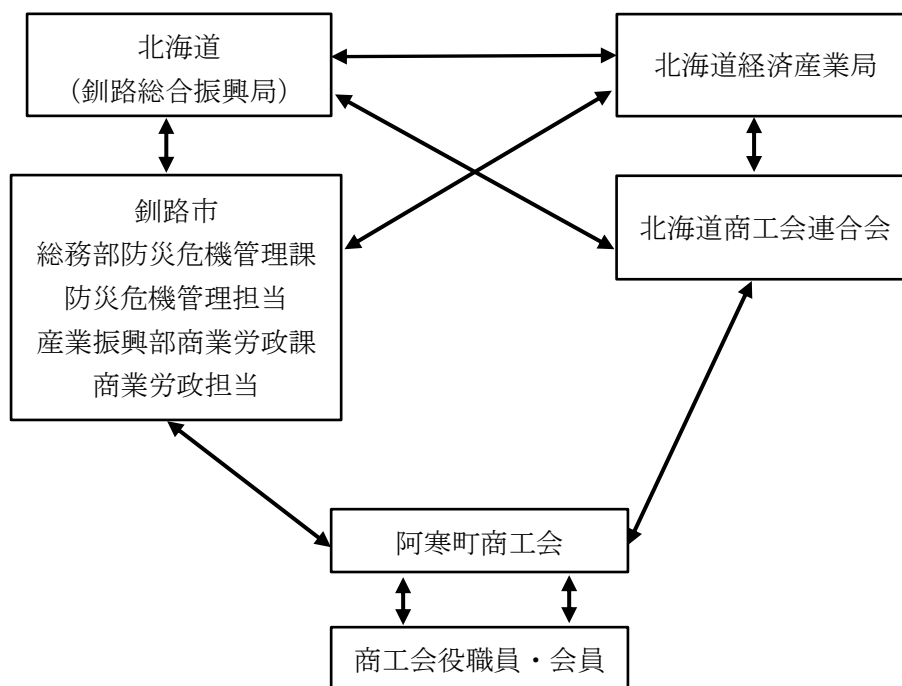 北海道
（釧路総合振興局）
北海道経済産業局
釧路市
総務部防災危機管理課
防災危機管理担当
産業振興部商業労政課
商業労政担当
北海道商工会連合会
阿寒町商工会
商工会役職員・会員